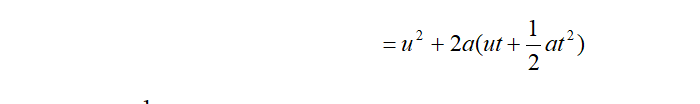 = u² + 2a(ut + 1/2 at²)